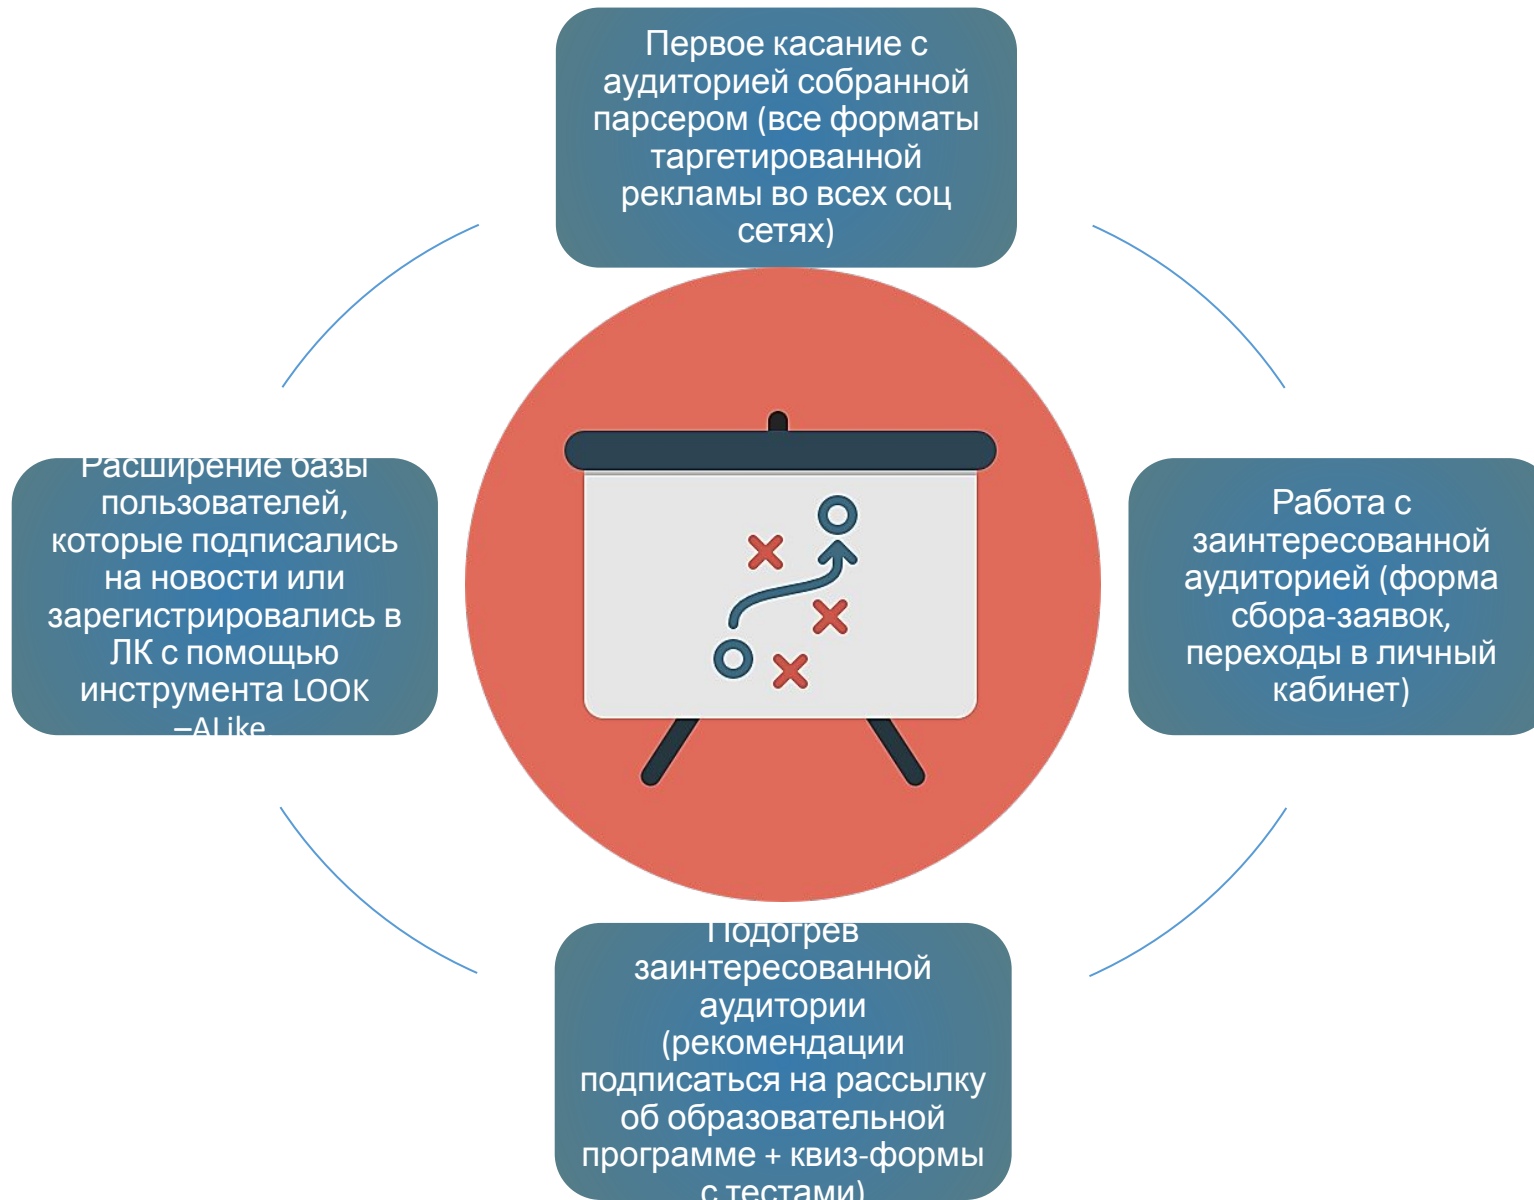 Первое касание с
аудиторией собранной
парсером (все форматы
таргетированной
рекламы во всех соц
сетях)
Работа с
заинтересованной
аудиторией (форма
сбора-заявок,
переходы в личный
кабинет)
Подогрев
заинтересованной
аудитории
(рекомендации
подписаться на рассылку
об образовательной
программе + квиз-формы
с тестами)
Расширение базы
пользователей,
которые подписались
на новости или
зарегистрировались в
ЛК с помощью
инструмента LOOK
–ALike